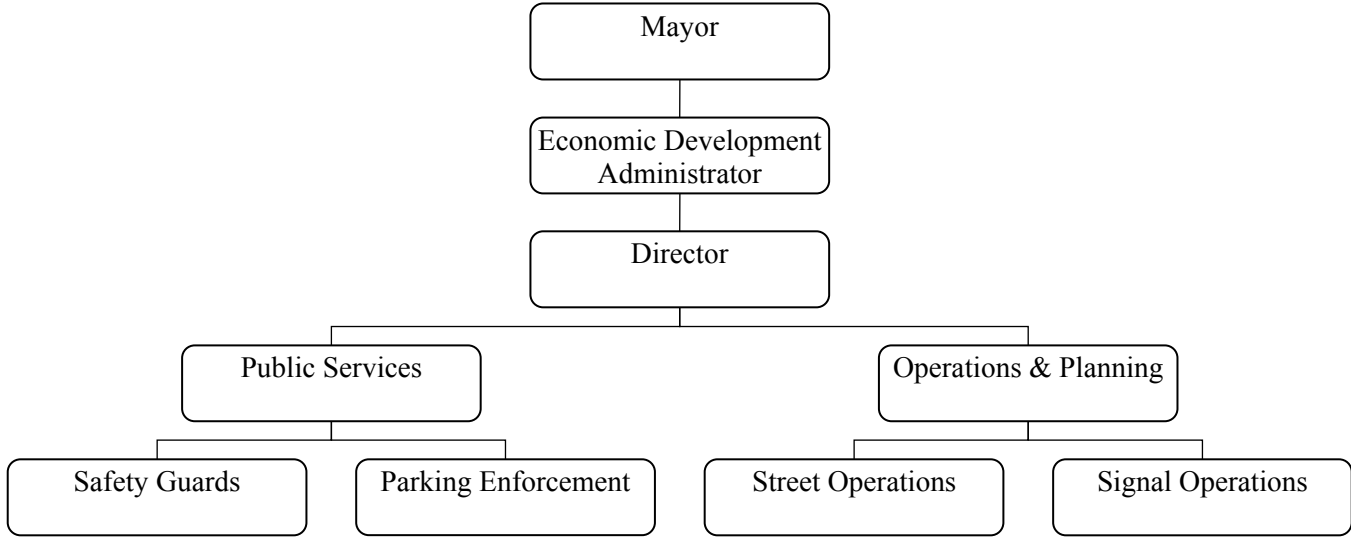 Mayor
Economic Development
Administrator
Director
Public Services
Operations & Planning
Safety Guards
Parking Enforcement
Street Operations
Signal Operations